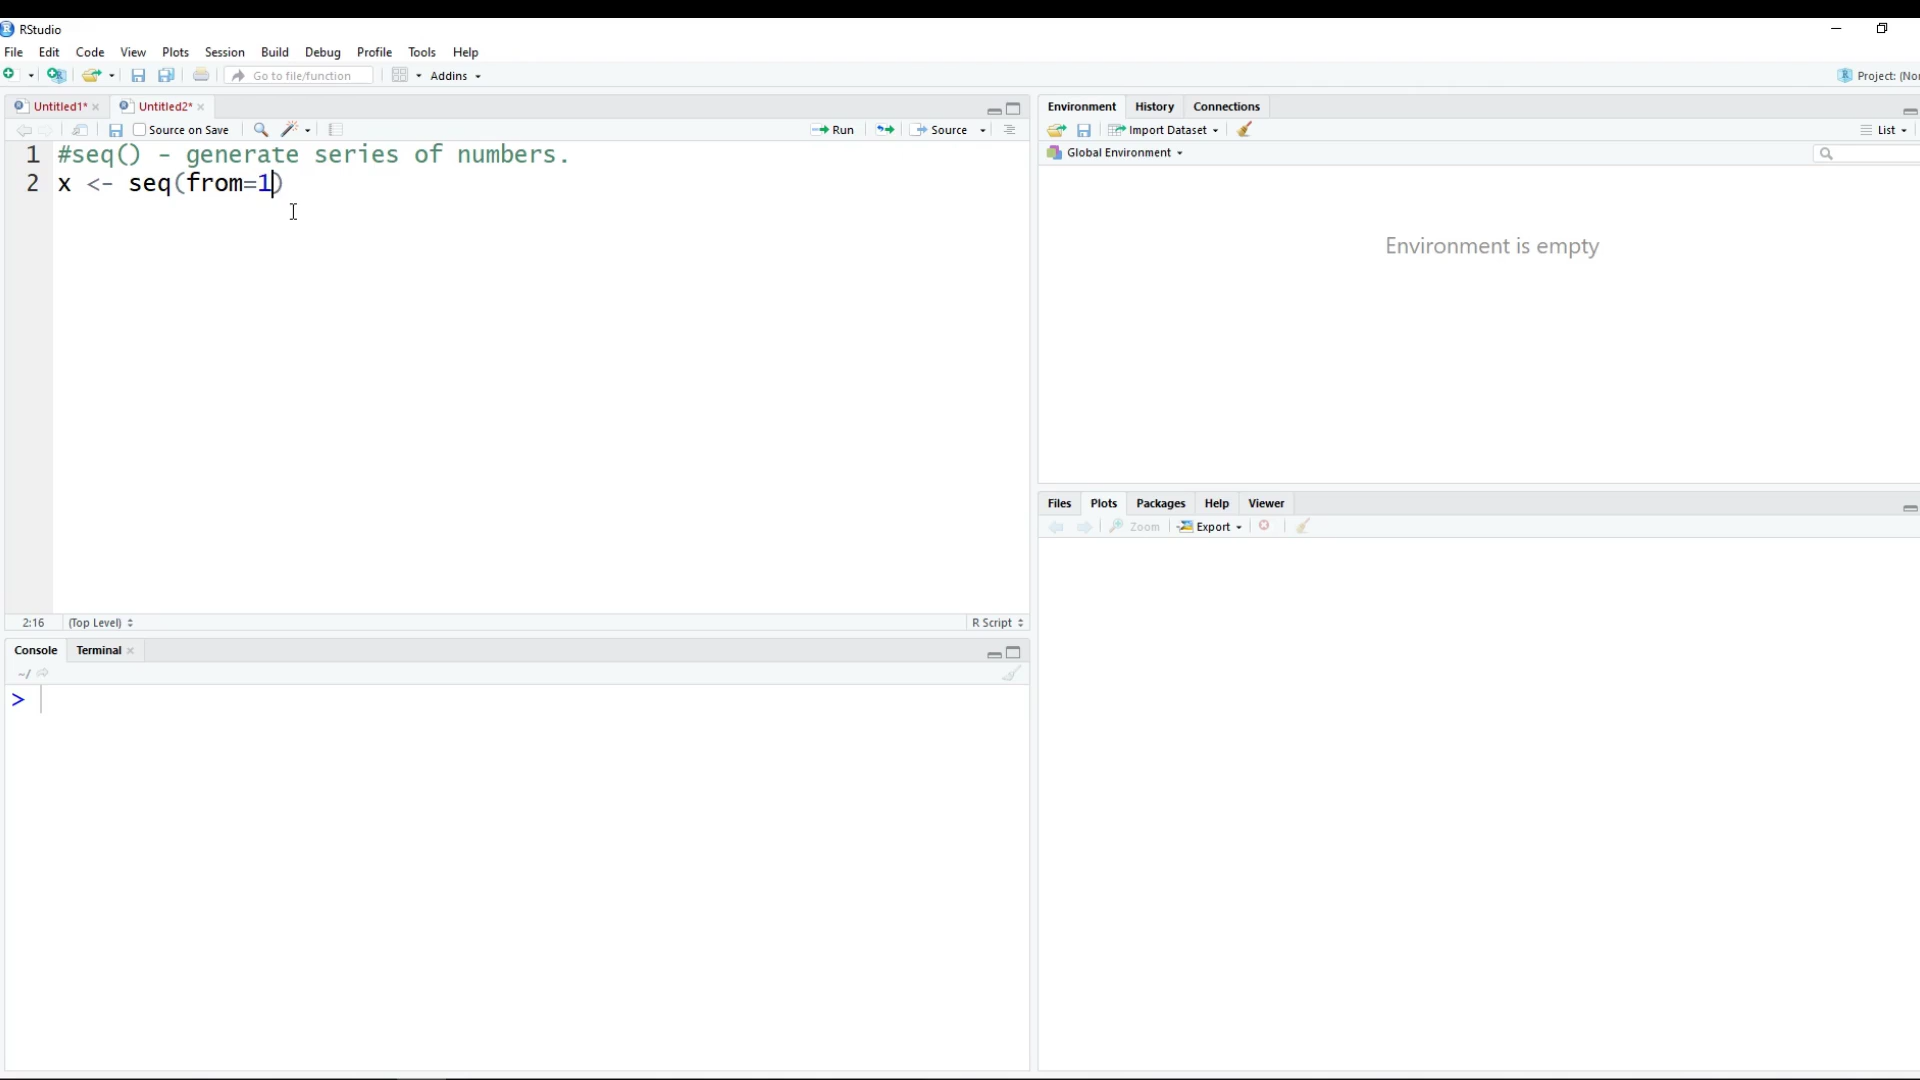 RStudio
File Edit Code View Plots Session Build Debug Profile Tools Help
Go to file/function Addins Project: (Nor
Untitled1* Untitled2*
Source on Save Run Source
1 #seq() - generate series of numbers.
2 x <- seq(from=1)
2:16 (Top Level) R Script
Console Terminal
~/
>
Environment History Connections
Import Dataset List
Global Environment
Environment is empty
Files Plots Packages Help Viewer
Zoom Export